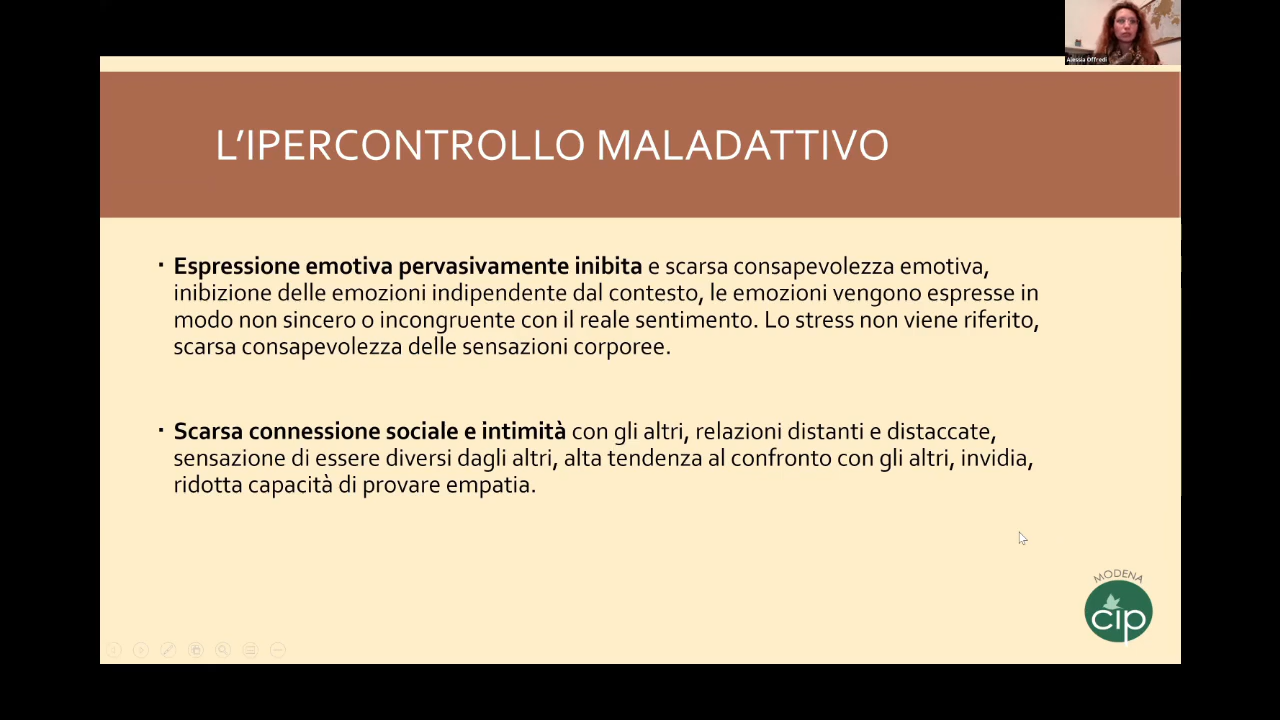 Alessia Offredi
L'IPERCONTROLLO MALADATTIVO
▪ Espressione emotiva pervasivamente inibita e scarsa consapevolezza emotiva,
inibizione delle emozioni indipendente dal contesto, le emozioni vengono espresse in
modo non sincero o incongruente con il reale sentimento. Lo stress non viene riferito,
scarsa consapevolezza delle sensazioni corporee.
▪ Scarsa connessione sociale e intimità con gli altri, relazioni distanti e distaccate,
sensazione di essere diversi dagli altri, alta tendenza al confronto con gli altri, invidia,
ridotta capacità di provare empatia.
MODENA
cip